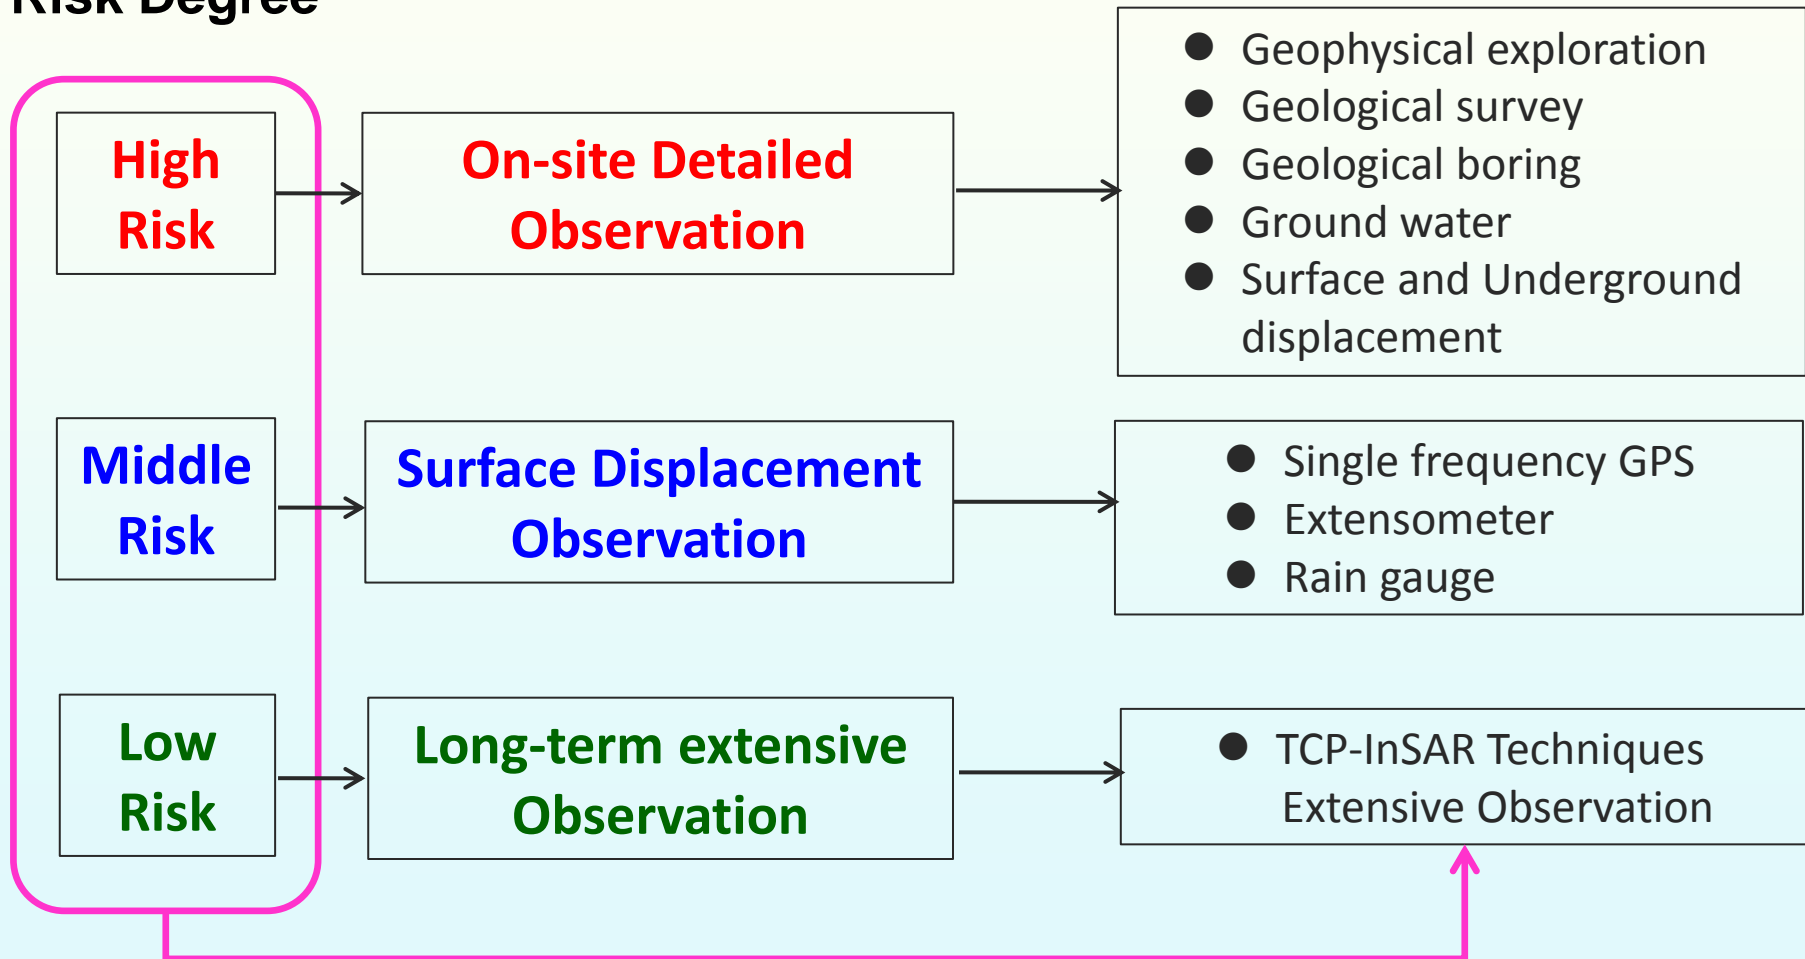 Risk Degree
High
Risk
On-site Detailed
Observation
● Geophysical exploration
● Geological survey
● Geological boring
● Ground water
● Surface and Underground
displacement
Middle
Risk
Surface Displacement
Observation
● Single frequency GPS
● Extensometer
● Rain gauge
Low
Risk
Long-term extensive
Observation
● TCP-InSAR Techniques
Extensive Observation